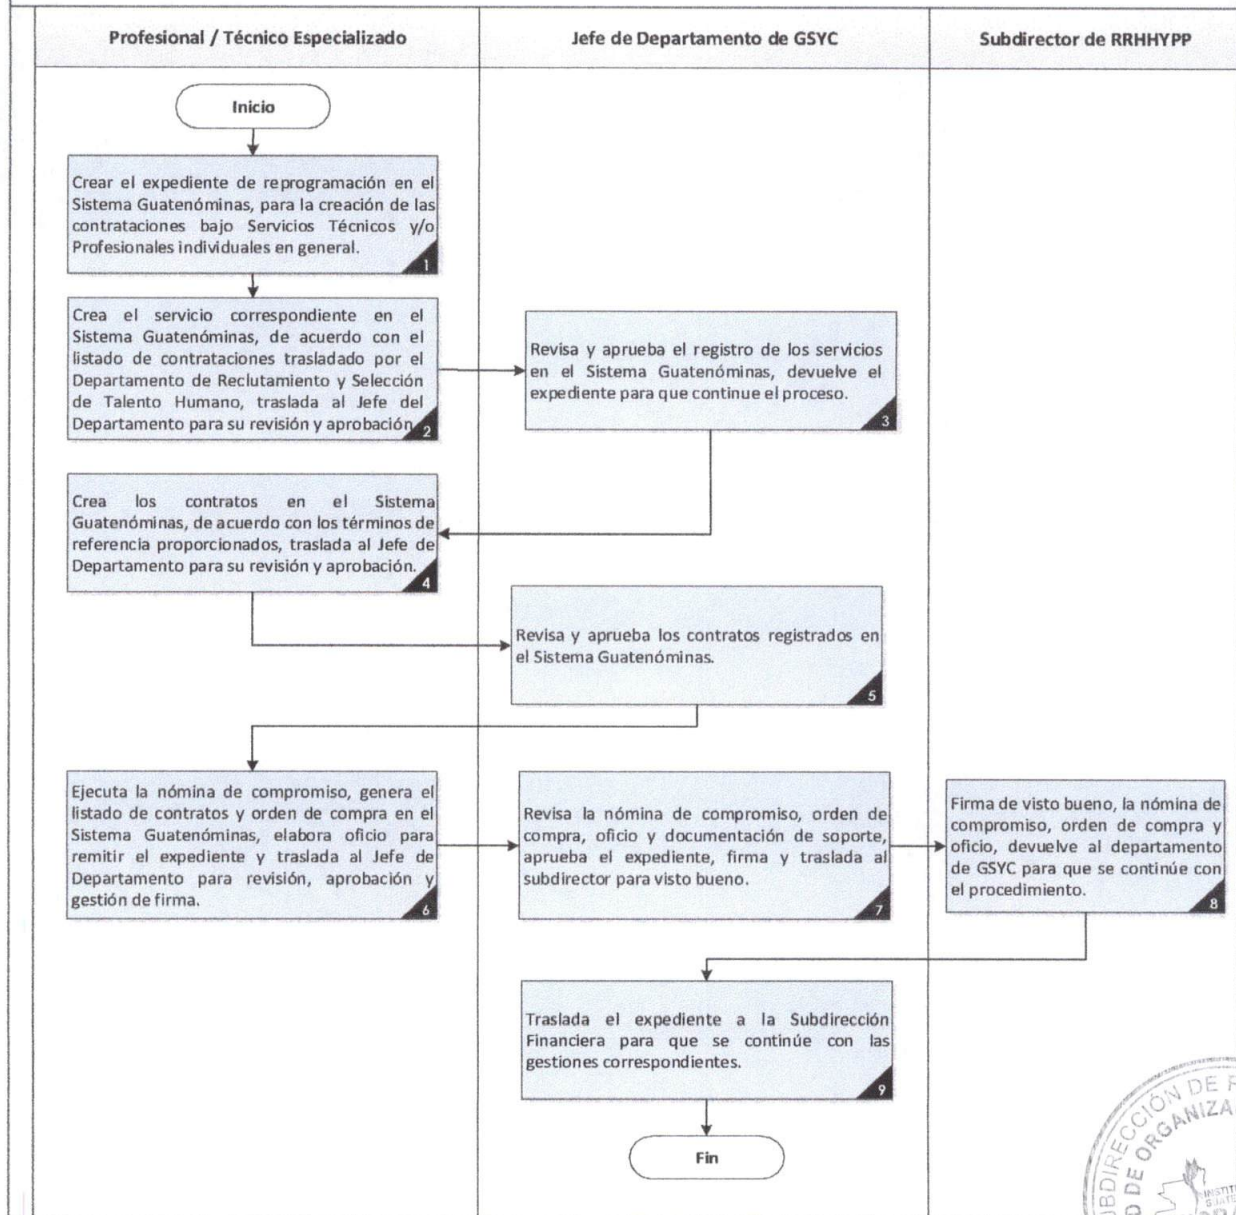 Profesional / Técnico Especializado
Jefe de Departamento de GSYC
Subdirector de RRHHYPP
Inicio
Crear el expediente de reprogramación en el
Sistema Guatenóminas, para la creación de las
contrataciones bajo Servicios Técnicos y/o
Profesionales individuales en general.
1
Crea el servicio correspondiente en el
Sistema Guatenóminas, de acuerdo con el
listado de contrataciones trasladado por el
Departamento de Reclutamiento y Selección
de Talento Humano, traslada al Jefe del
Departamento para su revisión y aprobación
2
Revisa y aprueba el registro de los servicios
en el Sistema Guatenóminas, devuelve el
expediente para que continue el proceso.
3
Crea los contratos en el Sistema
Guatenóminas, de acuerdo con los términos de
referencia proporcionados, traslada al Jefe de
Departamento para su revisión y aprobación.
4
Revisa y aprueba los contratos registrados en
el Sistema Guatenóminas.
5
Ejecuta la nómina de compromiso, genera el
listado de contratos y orden de compra en el
Sistema Guatenóminas, elabora oficio para
remitir el expediente y traslada al Jefe de
Departamento para revisión, aprobación y
gestión de firma.
6
Revisa la nómina de compromiso, orden de
compra, oficio y documentación de soporte,
aprueba el expediente, firma y traslada al
subdirector para visto bueno.
7
Firma de visto bueno, la nómina de
compromiso, orden de compra y
oficio, devuelve al departamento
de GSYC para que se continúe con
el procedimiento.
8
Traslada el expediente a la Subdirección
Financiera para que se continúe con las
gestiones correspondientes.
9
Fin
UBDIRECCIÓN DE R
D DE ORGANIZA